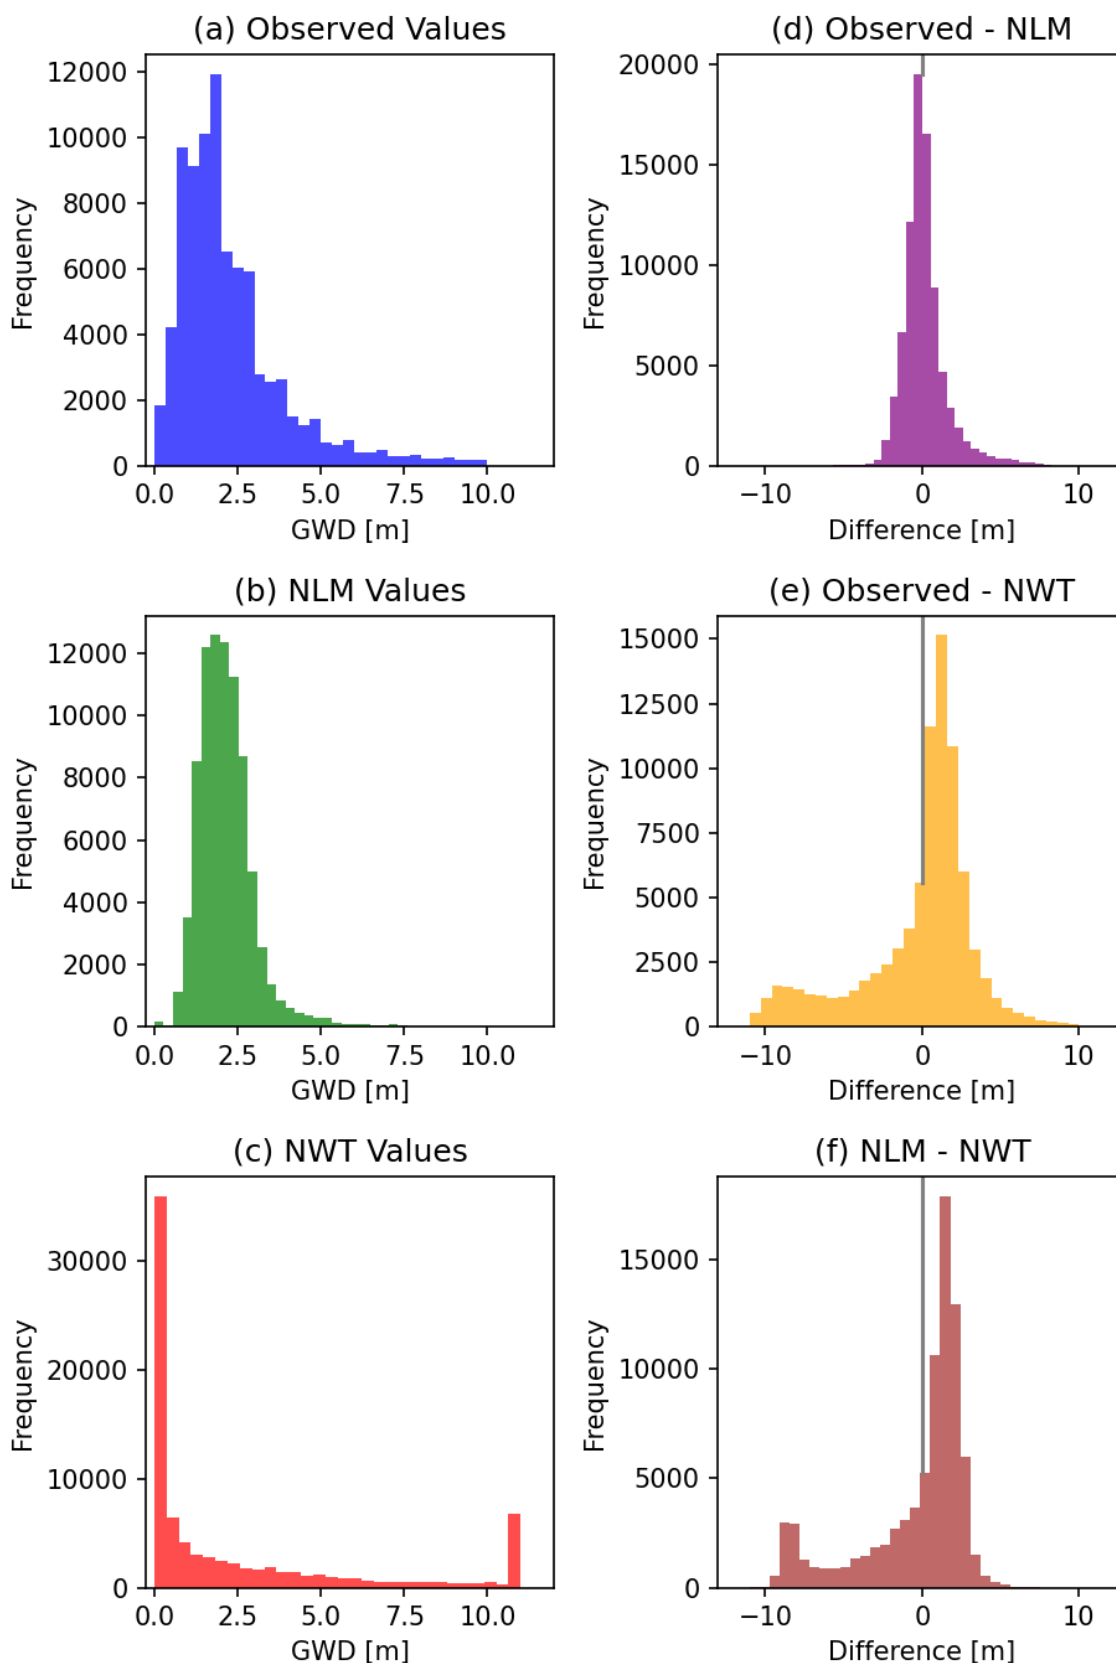 (a) Observed Values
12000
10000
8000
6000
4000
2000
0
Frequency
0.0 2.5 5.0 7.5 10.0
GWD [m]
(d) Observed - NLM
20000
15000
10000
5000
0
Frequency
−10 0 10
Difference [m]
(b) NLM Values
12000
10000
8000
6000
4000
2000
0
Frequency
0.0 2.5 5.0 7.5 10.0
GWD [m]
(e) Observed - NWT
15000
12500
10000
7500
5000
2500
0
Frequency
−10 0 10
Difference [m]
(c) NWT Values
30000
20000
10000
0
Frequency
0.0 2.5 5.0 7.5 10.0
GWD [m]
(f) NLM - NWT
15000
10000
5000
0
Frequency
−10 0 10
Difference [m]